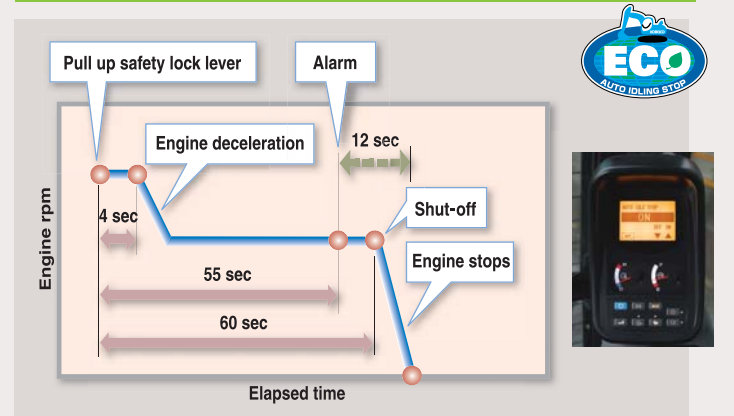 Pull up safety lock lever
Alarm
ECO
AUTO IDLING STOP
Engine deceleration
12 sec
4 sec
Shut-off
Engine stops
55 sec
60 sec
Engine rpm
Elapsed time
ON